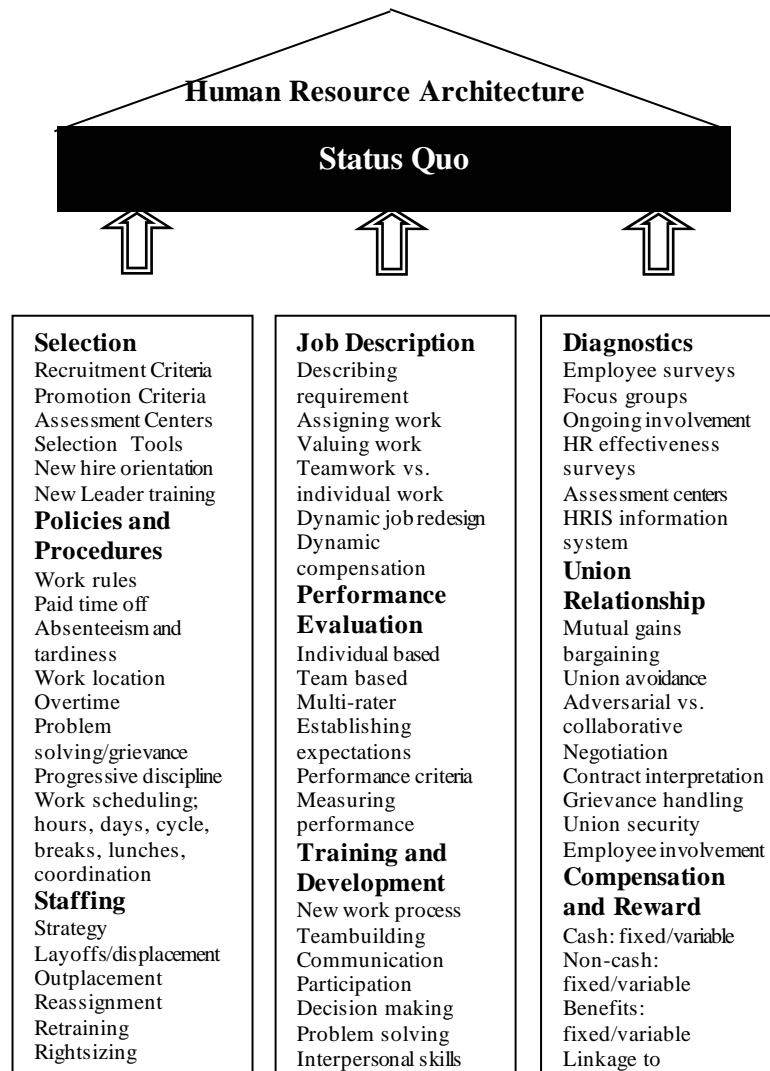 Human Resource Architecture
Status Quo
Selection
Recruitment Criteria
Promotion Criteria
Assessment Centers
Selection Tools
New hire orientation
New Leader training
Policies and
Procedures
Work rules
Paid time off
Absenteeism and
tardiness
Work location
Overtime
Problem
solving/grievance
Progressive discipline
Work scheduling;
hours, days, cycle,
breaks, lunches,
coordination
Staffing
Strategy
Layoffs/displacement
Outplacement
Reassignment
Retraining
Rightsizing
Job Description
Describing
requirement
Assigning work
Valuing work
Teamwork vs.
individual work
Dynamic job redesign
Dynamic
compensation
Performance
Evaluation
Individual based
Team based
Multi-rater
Establishing
expectations
Performance criteria
Measuring
performance
Training and
Development
New work process
Teambuilding
Communication
Participation
Decision making
Problem solving
Interpersonal skills
Diagnostics
Employee surveys
Focus groups
Ongoing involvement
HR effectiveness
surveys
Assessment centers
HRIS information
system
Union
Relationship
Mutual gains
bargaining
Union avoidance
Adversarial vs.
collaborative
Negotiation
Contract interpretation
Grievance handling
Union security
Employee involvement
Compensation
and Reward
Cash: fixed/variable
Non-cash:
fixed/variable
Benefits:
fixed/variable
Linkage to